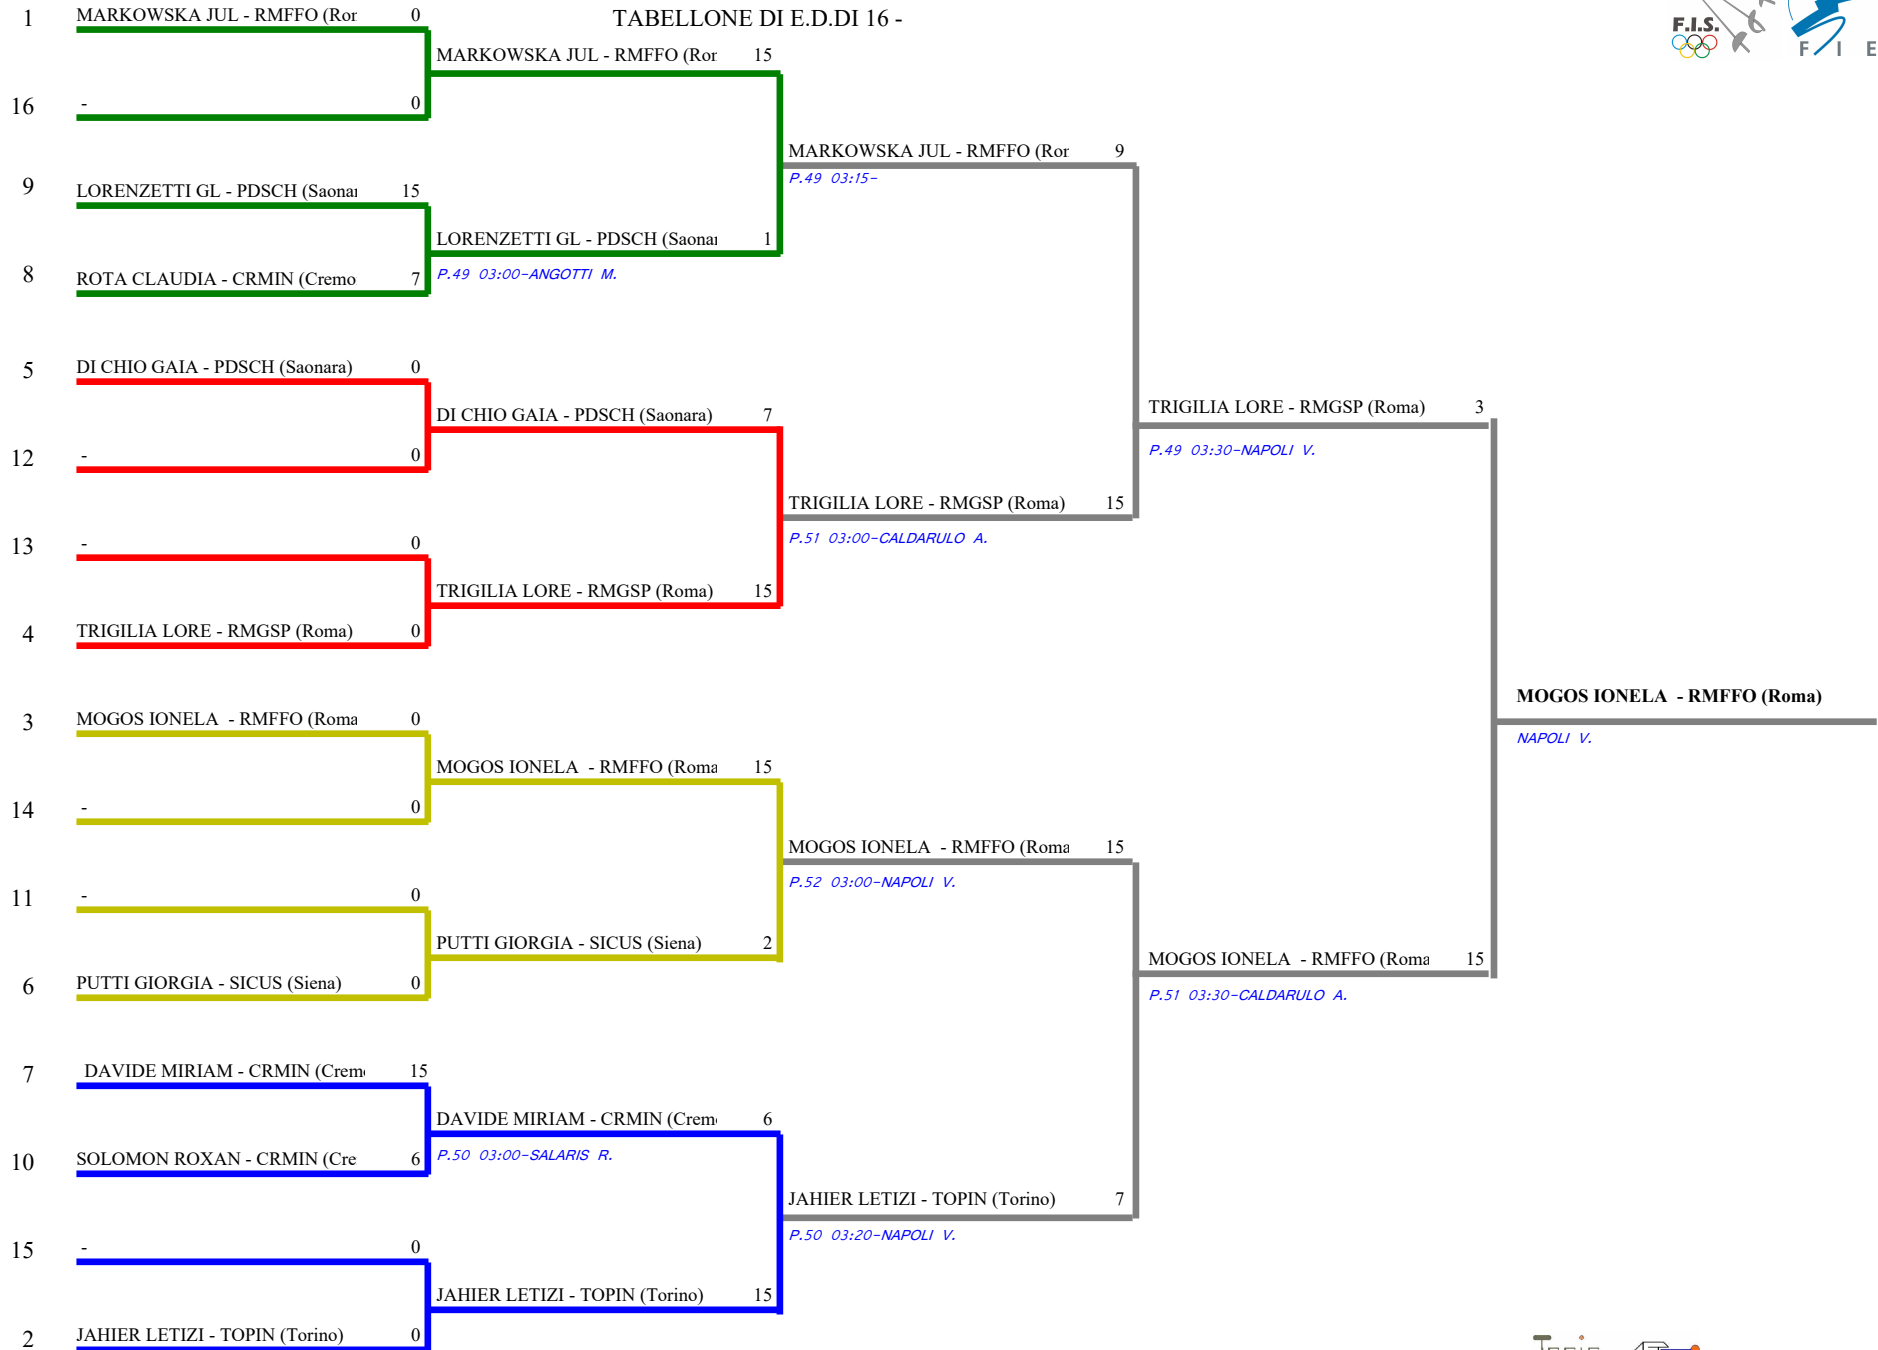 TABELLONE DI E.D.DI 16 -
F.I.S.
F I E
1 MARKOWSKA JUL - RMFFO (Ror 0
MARKOWSKA JUL - RMFFO (Ror 15
16 - 0
MARKOWSKA JUL - RMFFO (Ror 9
P.49 03:15-
9 LORENZETTI GL - PDSCH (Saonar 15
LORENZETTI GL - PDSCH (Saonar 1
P.49 03:00-ANGOTTI M.
8 ROTA CLAUDIA - CRMIN (Cremo 7
5 DI CHIO GAIA - PDSCH (Saonara) 0
TRIGILIA LORE - RMGSP (Roma) 3
P.49 03:30-NAPOLI V.
DI CHIO GAIA - PDSCH (Saonara) 7
12 - 0
TRIGILIA LORE - RMGSP (Roma) 15
P.51 03:00-CALDARULO A.
13 - 0
TRIGILIA LORE - RMGSP (Roma) 15
4 TRIGILIA LORE - RMGSP (Roma) 0
MOGOS IONELA - RMFFO (Roma)
NAPOLI V.
3 MOGOS IONELA - RMFFO (Roma 0
MOGOS IONELA - RMFFO (Roma 15
14 - 0
MOGOS IONELA - RMFFO (Roma 15
P.52 03:00-NAPOLI V.
11 - 0
PUTTI GIORGIA - SICUS (Siena) 2
MOGOS IONELA - RMFFO (Roma 15
P.51 03:30-CALDARULO A.
6 PUTTI GIORGIA - SICUS (Siena) 0
7 DAVIDE MIRIAM - CRMIN (Crem 15
DAVIDE MIRIAM - CRMIN (Crem 6
P.50 03:00-SALARIS R.
10 SOLOMON ROXAN - CRMIN (Cre 6
JAHIER LETIZI - TOPIN (Torino) 7
P.50 03:20-NAPOLI V.
15 - 0
JAHIER LETIZI - TOPIN (Torino) 15
2 JAHIER LETIZI - TOPIN (Torino) 0